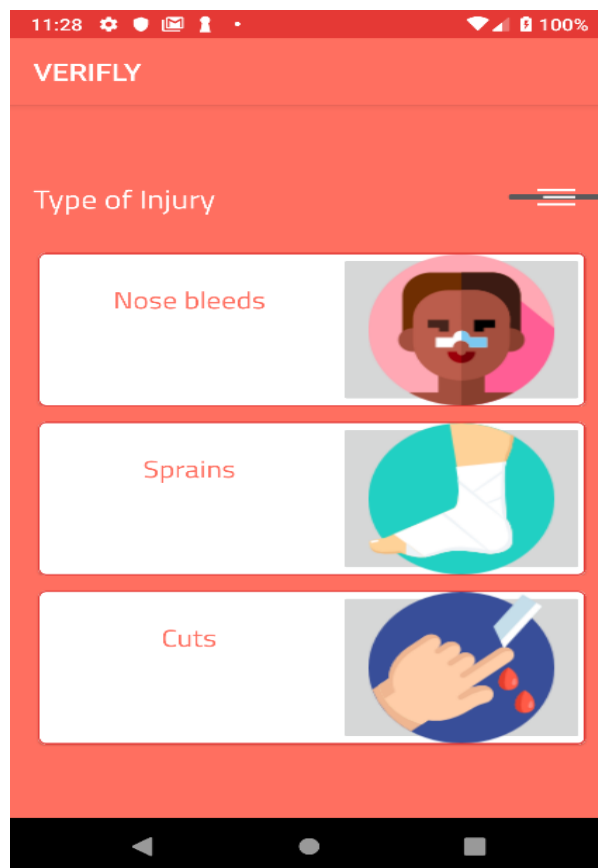 11:28 100%
VERIFLY
Type of Injury
Nose bleeds
Sprains
Cuts